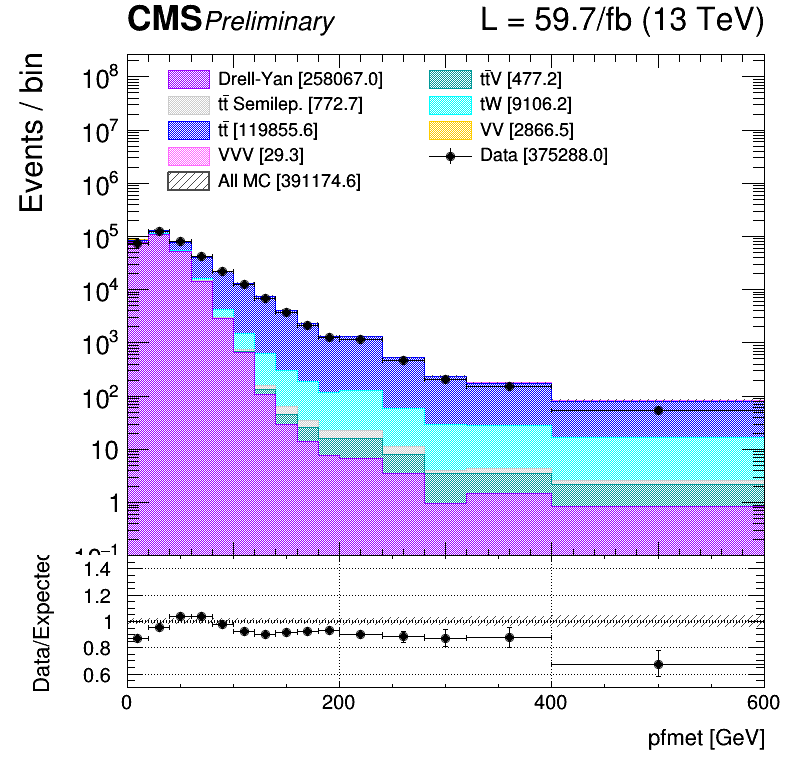 CMS Preliminary L = 59.7/fb (13 TeV)
Events / bin
Drell-Yan [258067.0]
tt̄ Semilep. [772.7]
tt̄ [119855.6]
VVV [29.3]
All MC [391174.6]
tt̄V [477.2]
tW [9106.2]
VV [2866.5]
Data [375288.0]
10⁸
10⁷
10⁶
10⁵
10⁴
10³
10²
10
1
10⁻¹
Data/Expected
1.4
1.2
1
0.8
0.6
0 200 400 600
pfmet [GeV]